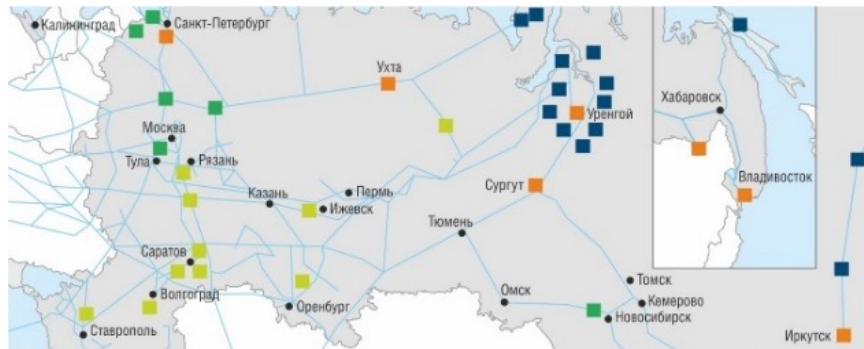 Калининград
Санкт-Петербург
Ухта
Уренгой
Хабаровск
Москва
Тула
Рязань
Владивосток
Казань
Пермь
Ижевск
Сургут
Тюмень
Саратов
Волгоград
Оренбург
Омск
Томск
Кемерово
Новосибирск
Ставрополь
Иркутск